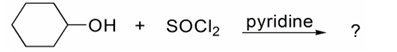 OH + SOCl₂ pyridine ?